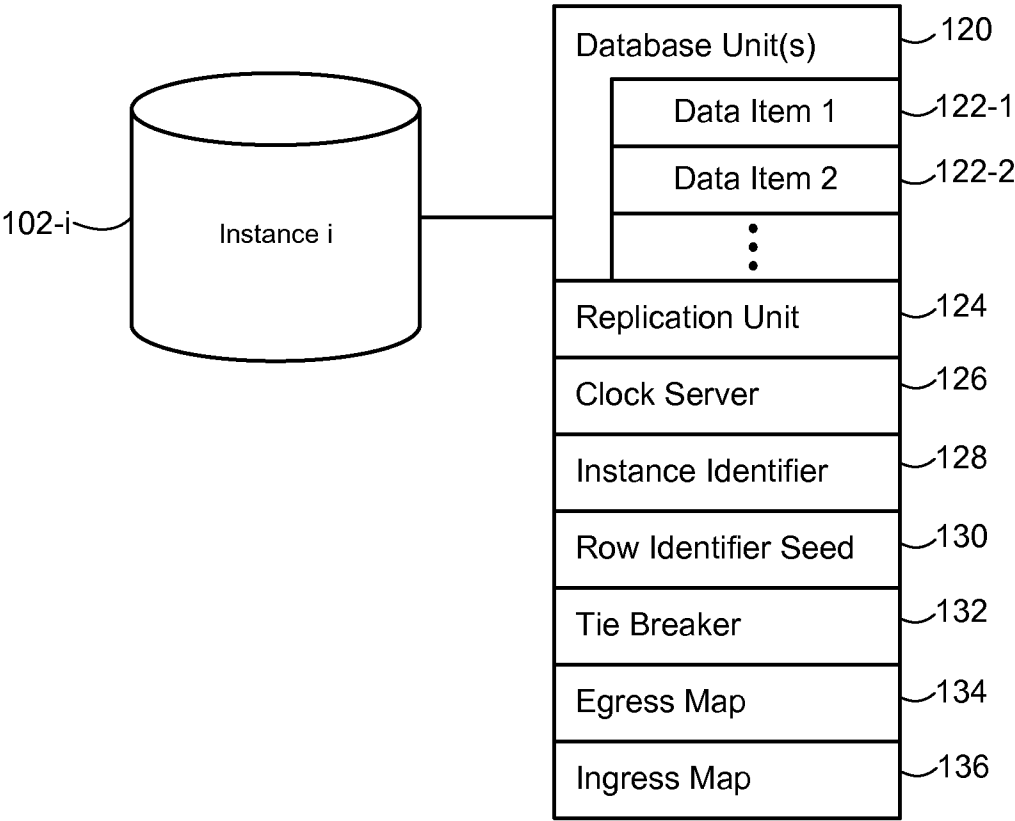 Database Unit(s)
120
Data Item 1
122-1
Data Item 2
122-2
102-i
Instance i
Replication Unit
124
Clock Server
126
Instance Identifier
128
Row Identifier Seed
130
Tie Breaker
132
Egress Map
134
Ingress Map
136